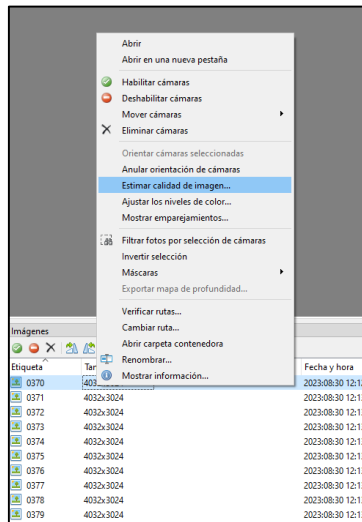 Abrir
Abrir en una nueva pestaña
Habilitar cámaras
Deshabilitar cámaras
Mover cámaras
Eliminar cámaras
Orientar cámaras seleccionadas
Anular orientación de cámaras
Estimar calidad de imagen...
Ajustar los niveles de color...
Mostrar emparejamientos...
Filtrar fotos por selección de cámaras
Invertir selección
Máscaras
Exportar mapa de profundidad...
Verificar rutas...
Cambiar ruta...
Abrir carpeta contenedora
Renombrar...
Mostrar información...
Imágenes
Etiqueta Fecha y hora
0370 2023:08:30 12:1
0371 4032x3024 2023:08:30 12:1
0372 4032x3024 2023:08:30 12:1
0373 4032x3024 2023:08:30 12:1
0374 4032x3024 2023:08:30 12:1
0375 4032x3024 2023:08:30 12:1
0376 4032x3024 2023:08:30 12:1
0377 4032x3024 2023:08:30 12:1
0378 4032x3024 2023:08:30 12:1
0379 4032x3024 2023:08:30 12:1